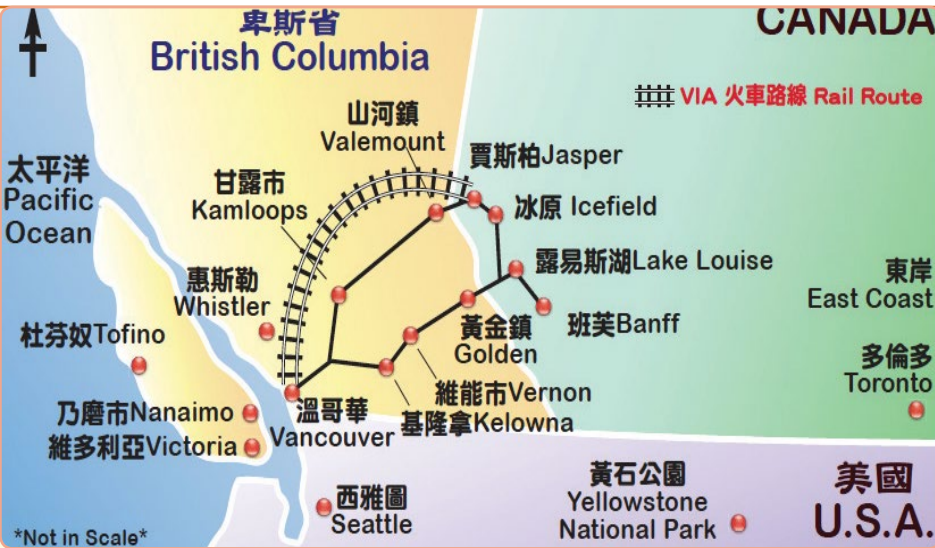 卑斯省
British Columbia
CANADA
VIA 火車路線 Rail Route
山河鎮
Valemount
賈斯柏Jasper
太平洋
Pacific
Ocean
甘露市
Kamloops
冰原 Icefield
惠斯勒
Whistler
露易斯湖Lake Louise
東岸
East Coast
杜芬奴Tofino
黃金鎮
Golden
班芙Banff
多倫多
Toronto
維能市Vernon
乃磨市Nanaimo
溫哥華
Vancouver
基隆拿Kelowna
維多利亞Victoria
西雅圖
Seattle
黃石公園
Yellowstone
National Park
美國
U.S.A.
*Not in Scale*